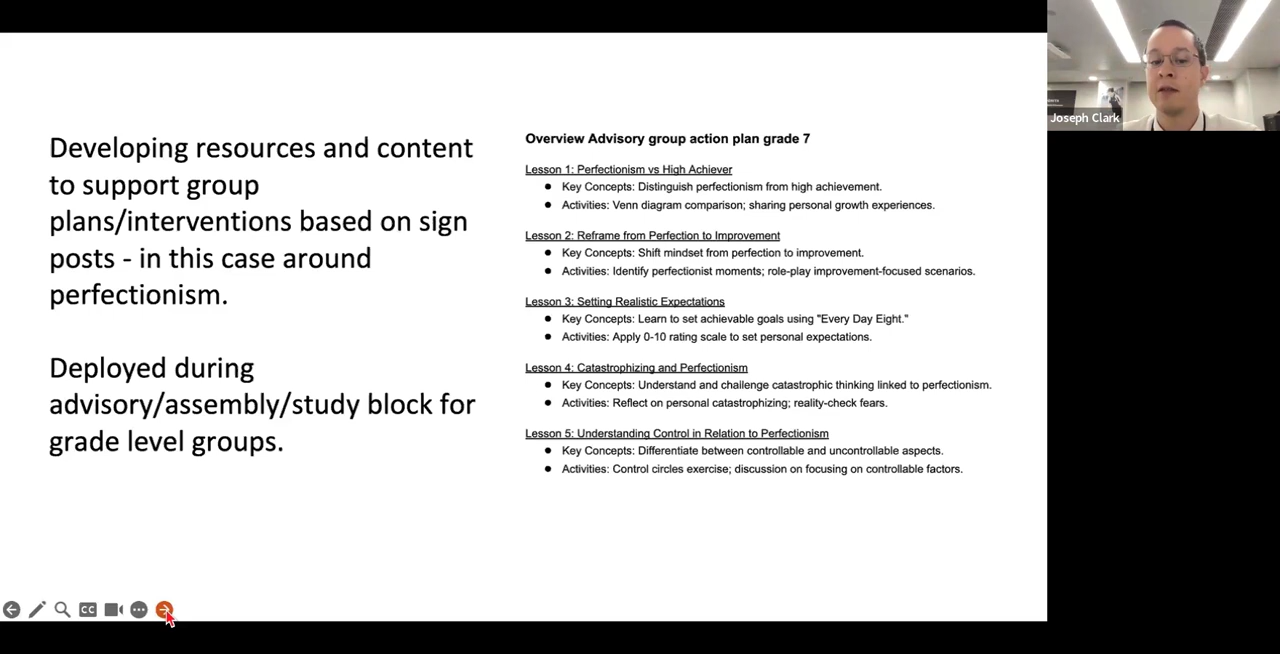 Developing resources and content
to support group
plans/interventions based on sign
posts - in this case around
perfectionism.
Deployed during
advisory/assembly/study block for
grade level groups.
Overview Advisory group action plan grade 7
Lesson 1: Perfectionism vs High Achiever
● Key Concepts: Distinguish perfectionism from high achievement.
● Activities: Venn diagram comparison; sharing personal growth experiences.
Lesson 2: Reframe from Perfection to Improvement
● Key Concepts: Shift mindset from perfection to improvement.
● Activities: Identify perfectionist moments; role-play improvement-focused scenarios.
Lesson 3: Setting Realistic Expectations
● Key Concepts: Learn to set achievable goals using "Every Day Eight."
● Activities: Apply 0-10 rating scale to set personal expectations.
Lesson 4: Catastrophizing and Perfectionism
● Key Concepts: Understand and challenge catastrophic thinking linked to perfectionism.
● Activities: Reflect on personal catastrophizing; reality-check fears.
Lesson 5: Understanding Control in Relation to Perfectionism
● Key Concepts: Differentiate between controllable and uncontrollable aspects.
● Activities: Control circles exercise; discussion on focusing on controllable factors.
Joseph Clark
CC